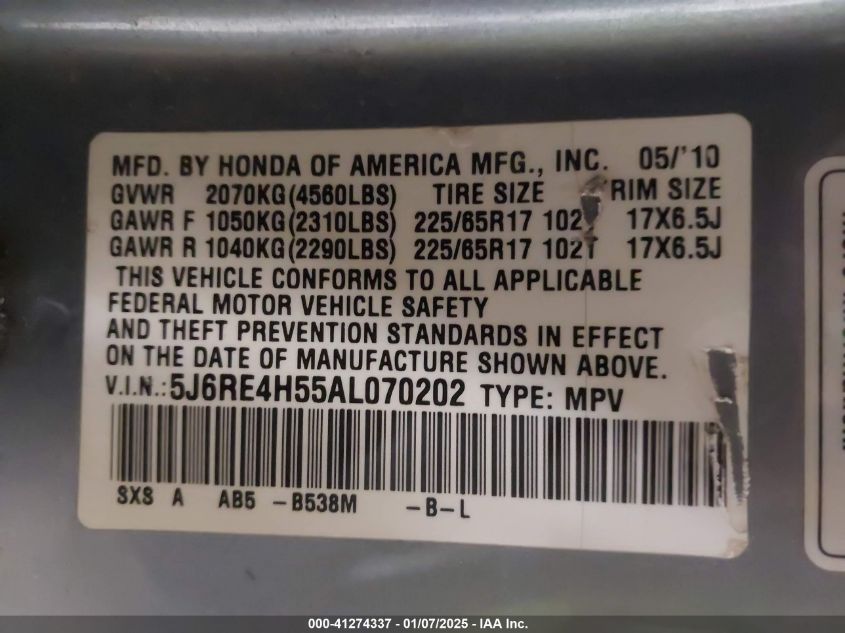 MFD. BY HONDA OF AMERICA MFG., INC. 05/'10
GVWR 2070KG(4560LBS) TIRE SIZE RIM SIZE
GAWR F 1050KG(2310LBS) 225/65R17 102 17X6.5J
GAWR R 1040KG(2290LBS) 225/65R17 102T 17X6.5J
THIS VEHICLE CONFORMS TO ALL APPLICABLE
FEDERAL MOTOR VEHICLE SAFETY
AND THEFT PREVENTION STANDARDS IN EFFECT
ON THE DATE OF MANUFACTURE SHOWN ABOVE.
V.I.N.:5J6RE4H55AL070202 TYPE: MPV
SXS A AB5 -B538M -B-L
000-41274337 - 01/07/2025 - IAA Inc.